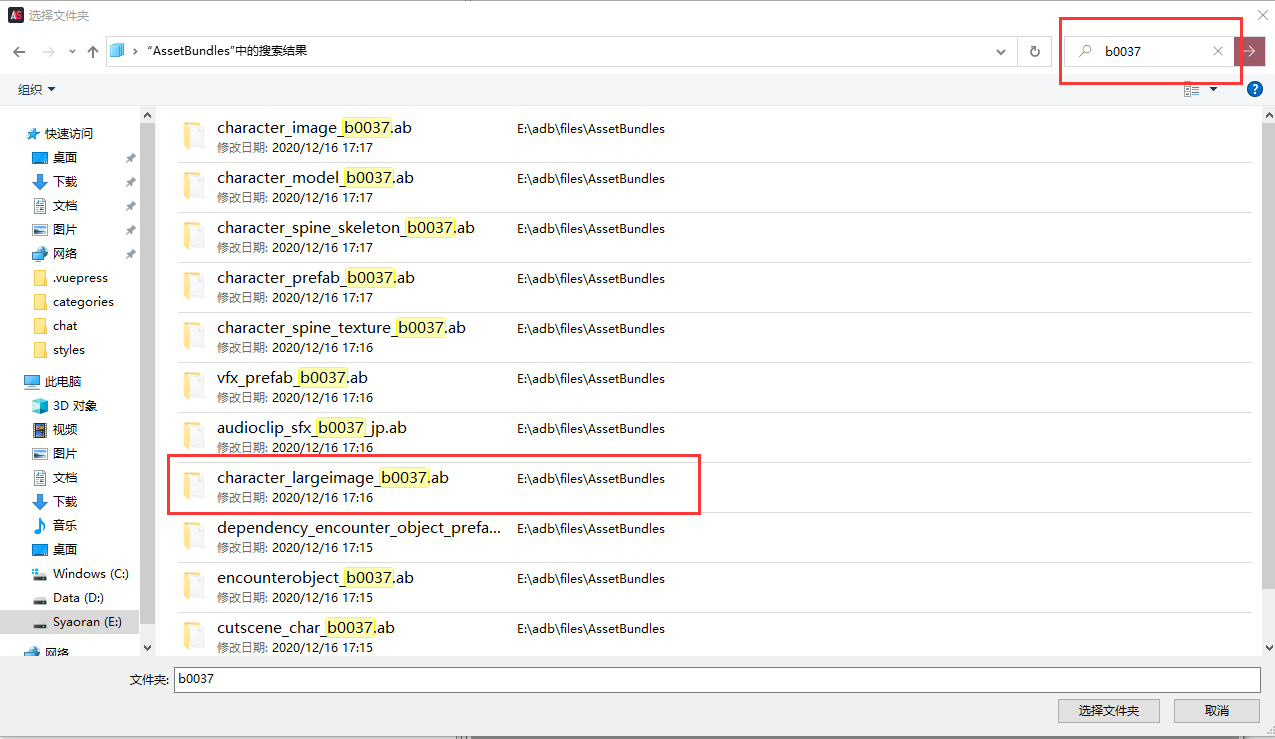 AS 选择文件夹
“AssetBundles”中的搜索结果
b0037
组织
?
快速访问
桌面
下载
文档
图片
网络
.vuepress
categories
chat
styles
此电脑
3D 对象
视频
图片
文档
下载
音乐
桌面
Windows (C:)
Data (D:)
Syaoran (E:)
网络
character_image_b0037.ab E:\adb\files\AssetBundles
修改日期: 2020/12/16 17:17
character_model_b0037.ab E:\adb\files\AssetBundles
修改日期: 2020/12/16 17:17
character_spine_skeleton_b0037.ab E:\adb\files\AssetBundles
修改日期: 2020/12/16 17:17
character_prefab_b0037.ab E:\adb\files\AssetBundles
修改日期: 2020/12/16 17:17
character_spine_texture_b0037.ab E:\adb\files\AssetBundles
修改日期: 2020/12/16 17:16
vfx_prefab_b0037.ab E:\adb\files\AssetBundles
修改日期: 2020/12/16 17:16
audioclip_sfx_b0037_jp.ab E:\adb\files\AssetBundles
修改日期: 2020/12/16 17:16
character_largeimage_b0037.ab E:\adb\files\AssetBundles
修改日期: 2020/12/16 17:16
dependency_encounter_object_prefa... E:\adb\files\AssetBundles
修改日期: 2020/12/16 17:15
encounterobject_b0037.ab E:\adb\files\AssetBundles
修改日期: 2020/12/16 17:15
cutscene_char_b0037.ab E:\adb\files\AssetBundles
修改日期: 2020/12/16 17:15
文件夹: b0037
选择文件夹 取消